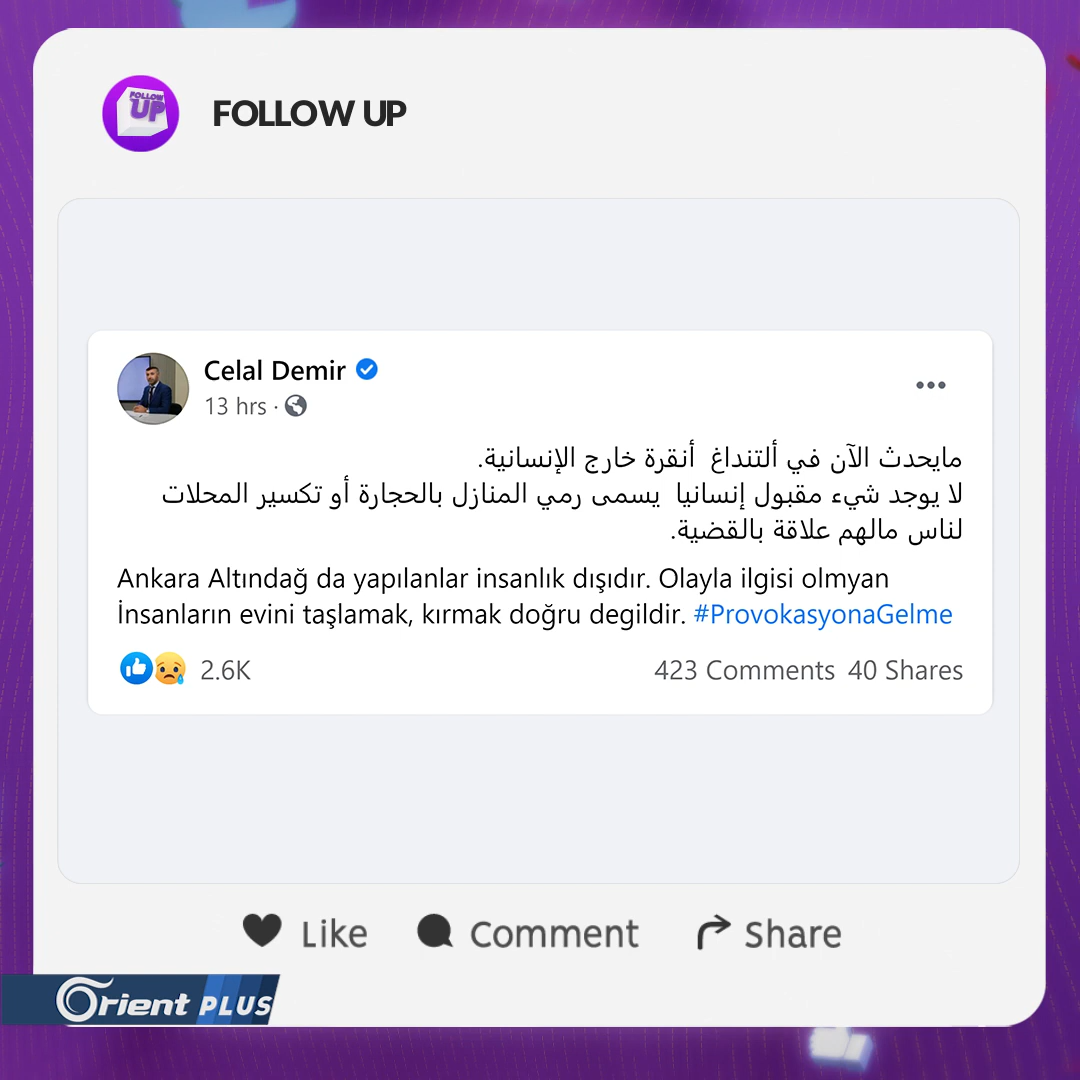 FOLLOW UP
FOLLOW UP
Celal Demir
13 hrs ·
مايحدث الآن في ألتنداغ أنقرة خارج الإنسانية.
لا يوجد شيء مقبول إنسانيا يسمى رمي المنازل بالحجارة أو تكسير المحلات
لناس مالهم علاقة بالقضية.
Ankara Altındağ da yapılanlar insanlık dışıdır. Olayla ilgisi olmyan
İnsanların evini taşlamak, kırmak doğru degildir. #ProvokasyonaGelme
2.6K 423 Comments 40 Shares
Like Comment Share
Orient PLUS